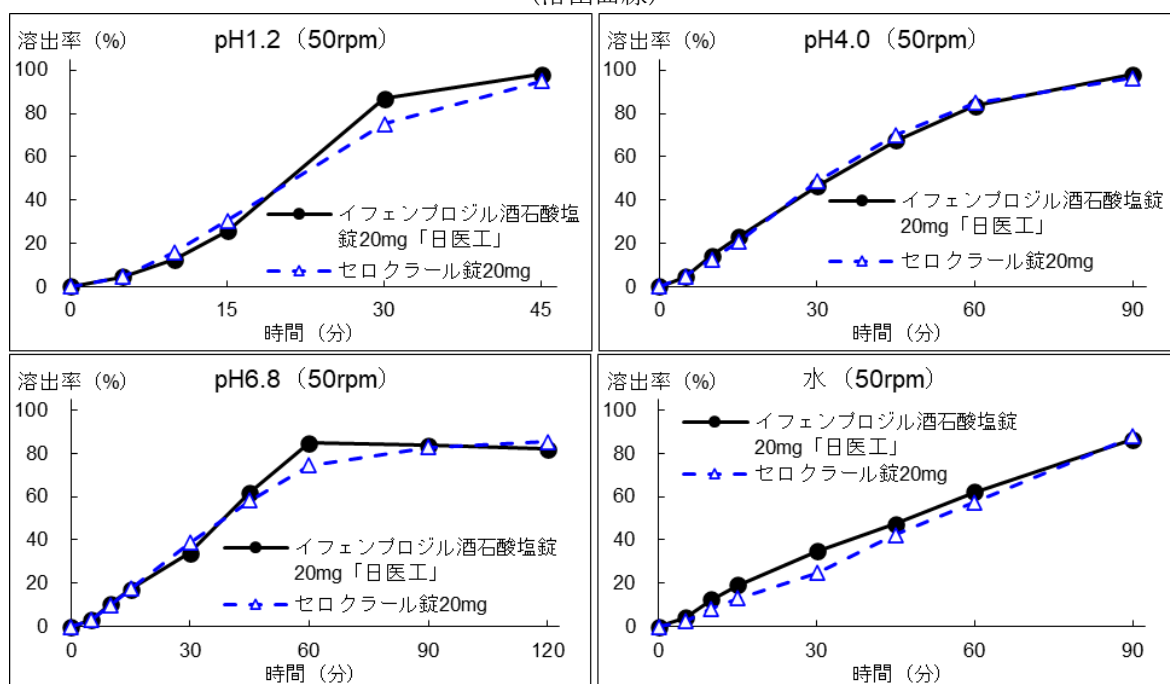 （溶出曲線）
溶出率（%）
pH1.2（50rpm）
100
80
60
40
20
0
イフェンプロジル酒石酸塩
錠20mg「日医工」
セロクラール錠20mg
0 15 30 45
時間（分）
溶出率（%）
pH4.0（50rpm）
100
80
60
40
20
0
イフェンプロジル酒石酸塩錠
20mg「日医工」
セロクラール錠20mg
0 30 60 90
時間（分）
溶出率（%）
pH6.8（50rpm）
100
80
60
40
20
0
イフェンプロジル酒石酸塩錠
20mg「日医工」
セロクラール錠20mg
0 30 60 90 120
時間（分）
溶出率（%）
水（50rpm）
100
80
60
40
20
0
イフェンプロジル酒石酸塩錠
20mg「日医工」
セロクラール錠20mg
0 30 60 90
時間（分）